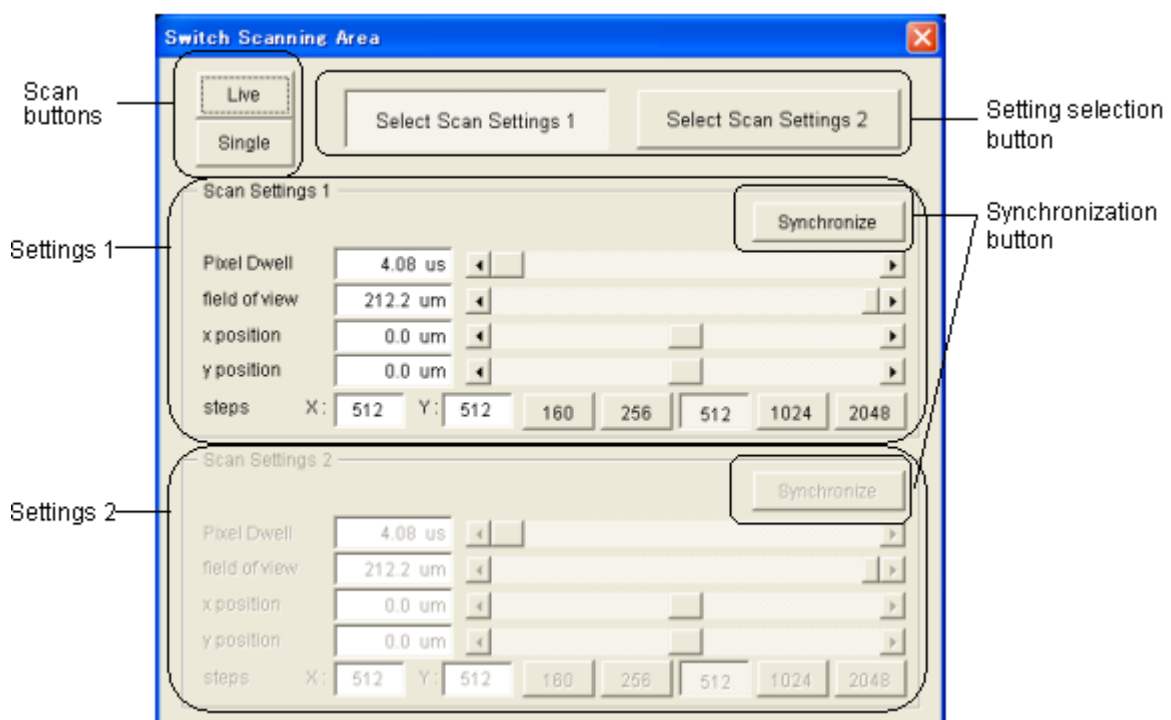 Switch Scanning Area
Scan
buttons
Live
Single
Select Scan Settings 1
Select Scan Settings 2
Setting selection
button
Scan Settings 1
Synchronize
Synchronization
button
Settings 1
Pixel Dwell 4.08 us
field of view 212.2 um
x position 0.0 um
y position 0.0 um
steps X: 512 Y: 512 160 256 512 1024 2048
Scan Settings 2
Synchronize
Settings 2
Pixel Dwell 4.08 us
field of view 212.2 um
x position 0.0 um
y position 0.0 um
steps X: 512 Y: 512 160 256 512 1024 2048